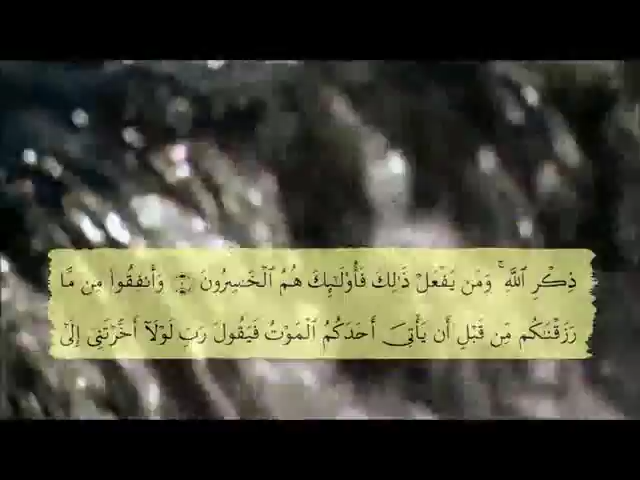 ذِكْرِ ٱللَّهِ ۚ وَمَن يَفْعَلْ ذَٰلِكَ فَأُو۟لَـٰٓئِكَ هُمُ ٱلْخَـٰسِرُونَ ۝ وَأَنفِقُوا۟ مِن مَّا
رَزَقْنَـٰكُم مِّن قَبْلِ أَن يَأْتِىَ أَحَدَكُمُ ٱلْمَوْتُ فَيَقُولَ رَبِّ لَوْلَآ أَخَّرْتَنِىٓ إِلَىٰٓ